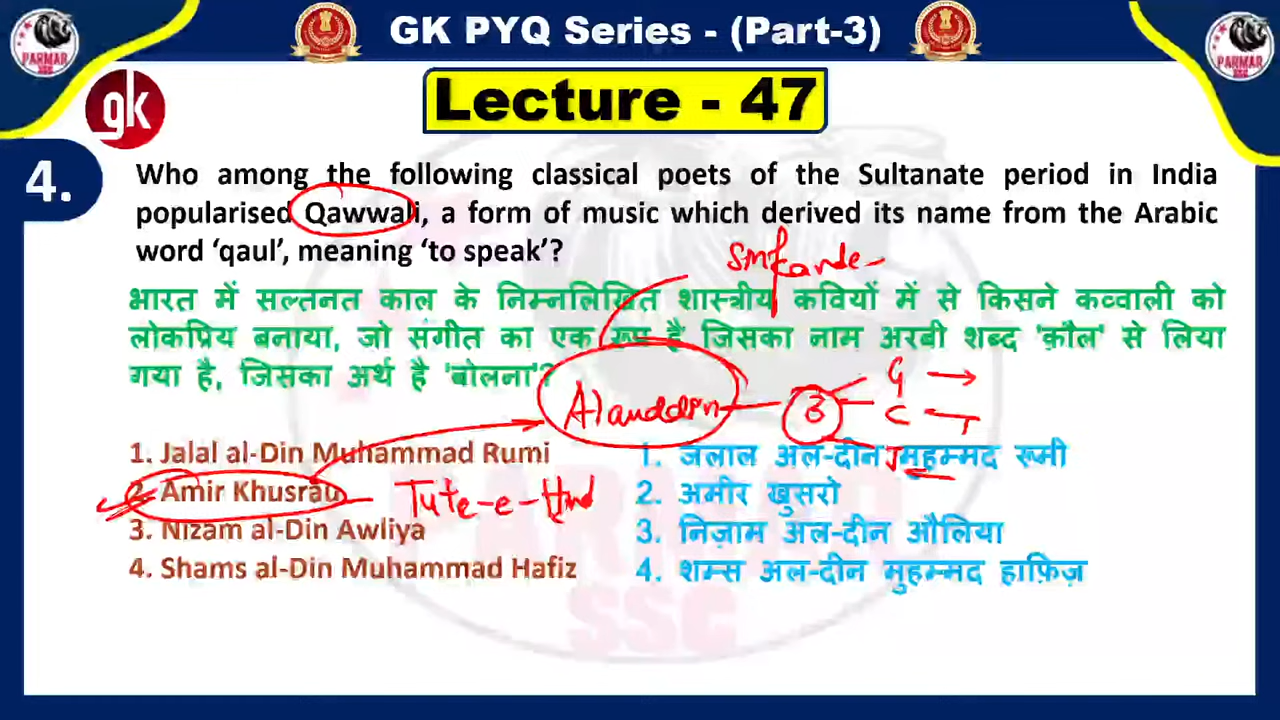 GK PYQ Series - (Part-3)
PARMAR SSC
PARMAR SSC
gk
Lecture - 47
4.
Who among the following classical poets of the Sultanate period in India
popularised Qawwali, a form of music which derived its name from the Arabic
word ‘qaul’, meaning ‘to speak’?
भारत में सल्तनत काल के निम्नलिखित शास्त्रीय कवियों में से किसने कव्वाली को
लोकप्रिय बनाया, जो संगीत का एक रूप है जिसका नाम अरबी शब्द 'क़ौल' से लिया
गया है, जिसका अर्थ है 'बोलना'?
Alauddin
3
G
C T
1. Jalal al-Din Muhammad Rumi
2. Amir Khusrau
Tute-e-Hind
3. Nizam al-Din Awliya
4. Shams al-Din Muhammad Hafiz
1. जलाल अल-दीन मुहम्मद रूमी
2. अमीर खुसरो
3. निज़ाम अल-दीन औलिया
4. शम्स अल-दीन मुहम्मद हाफ़िज़
PARMAR
SSC